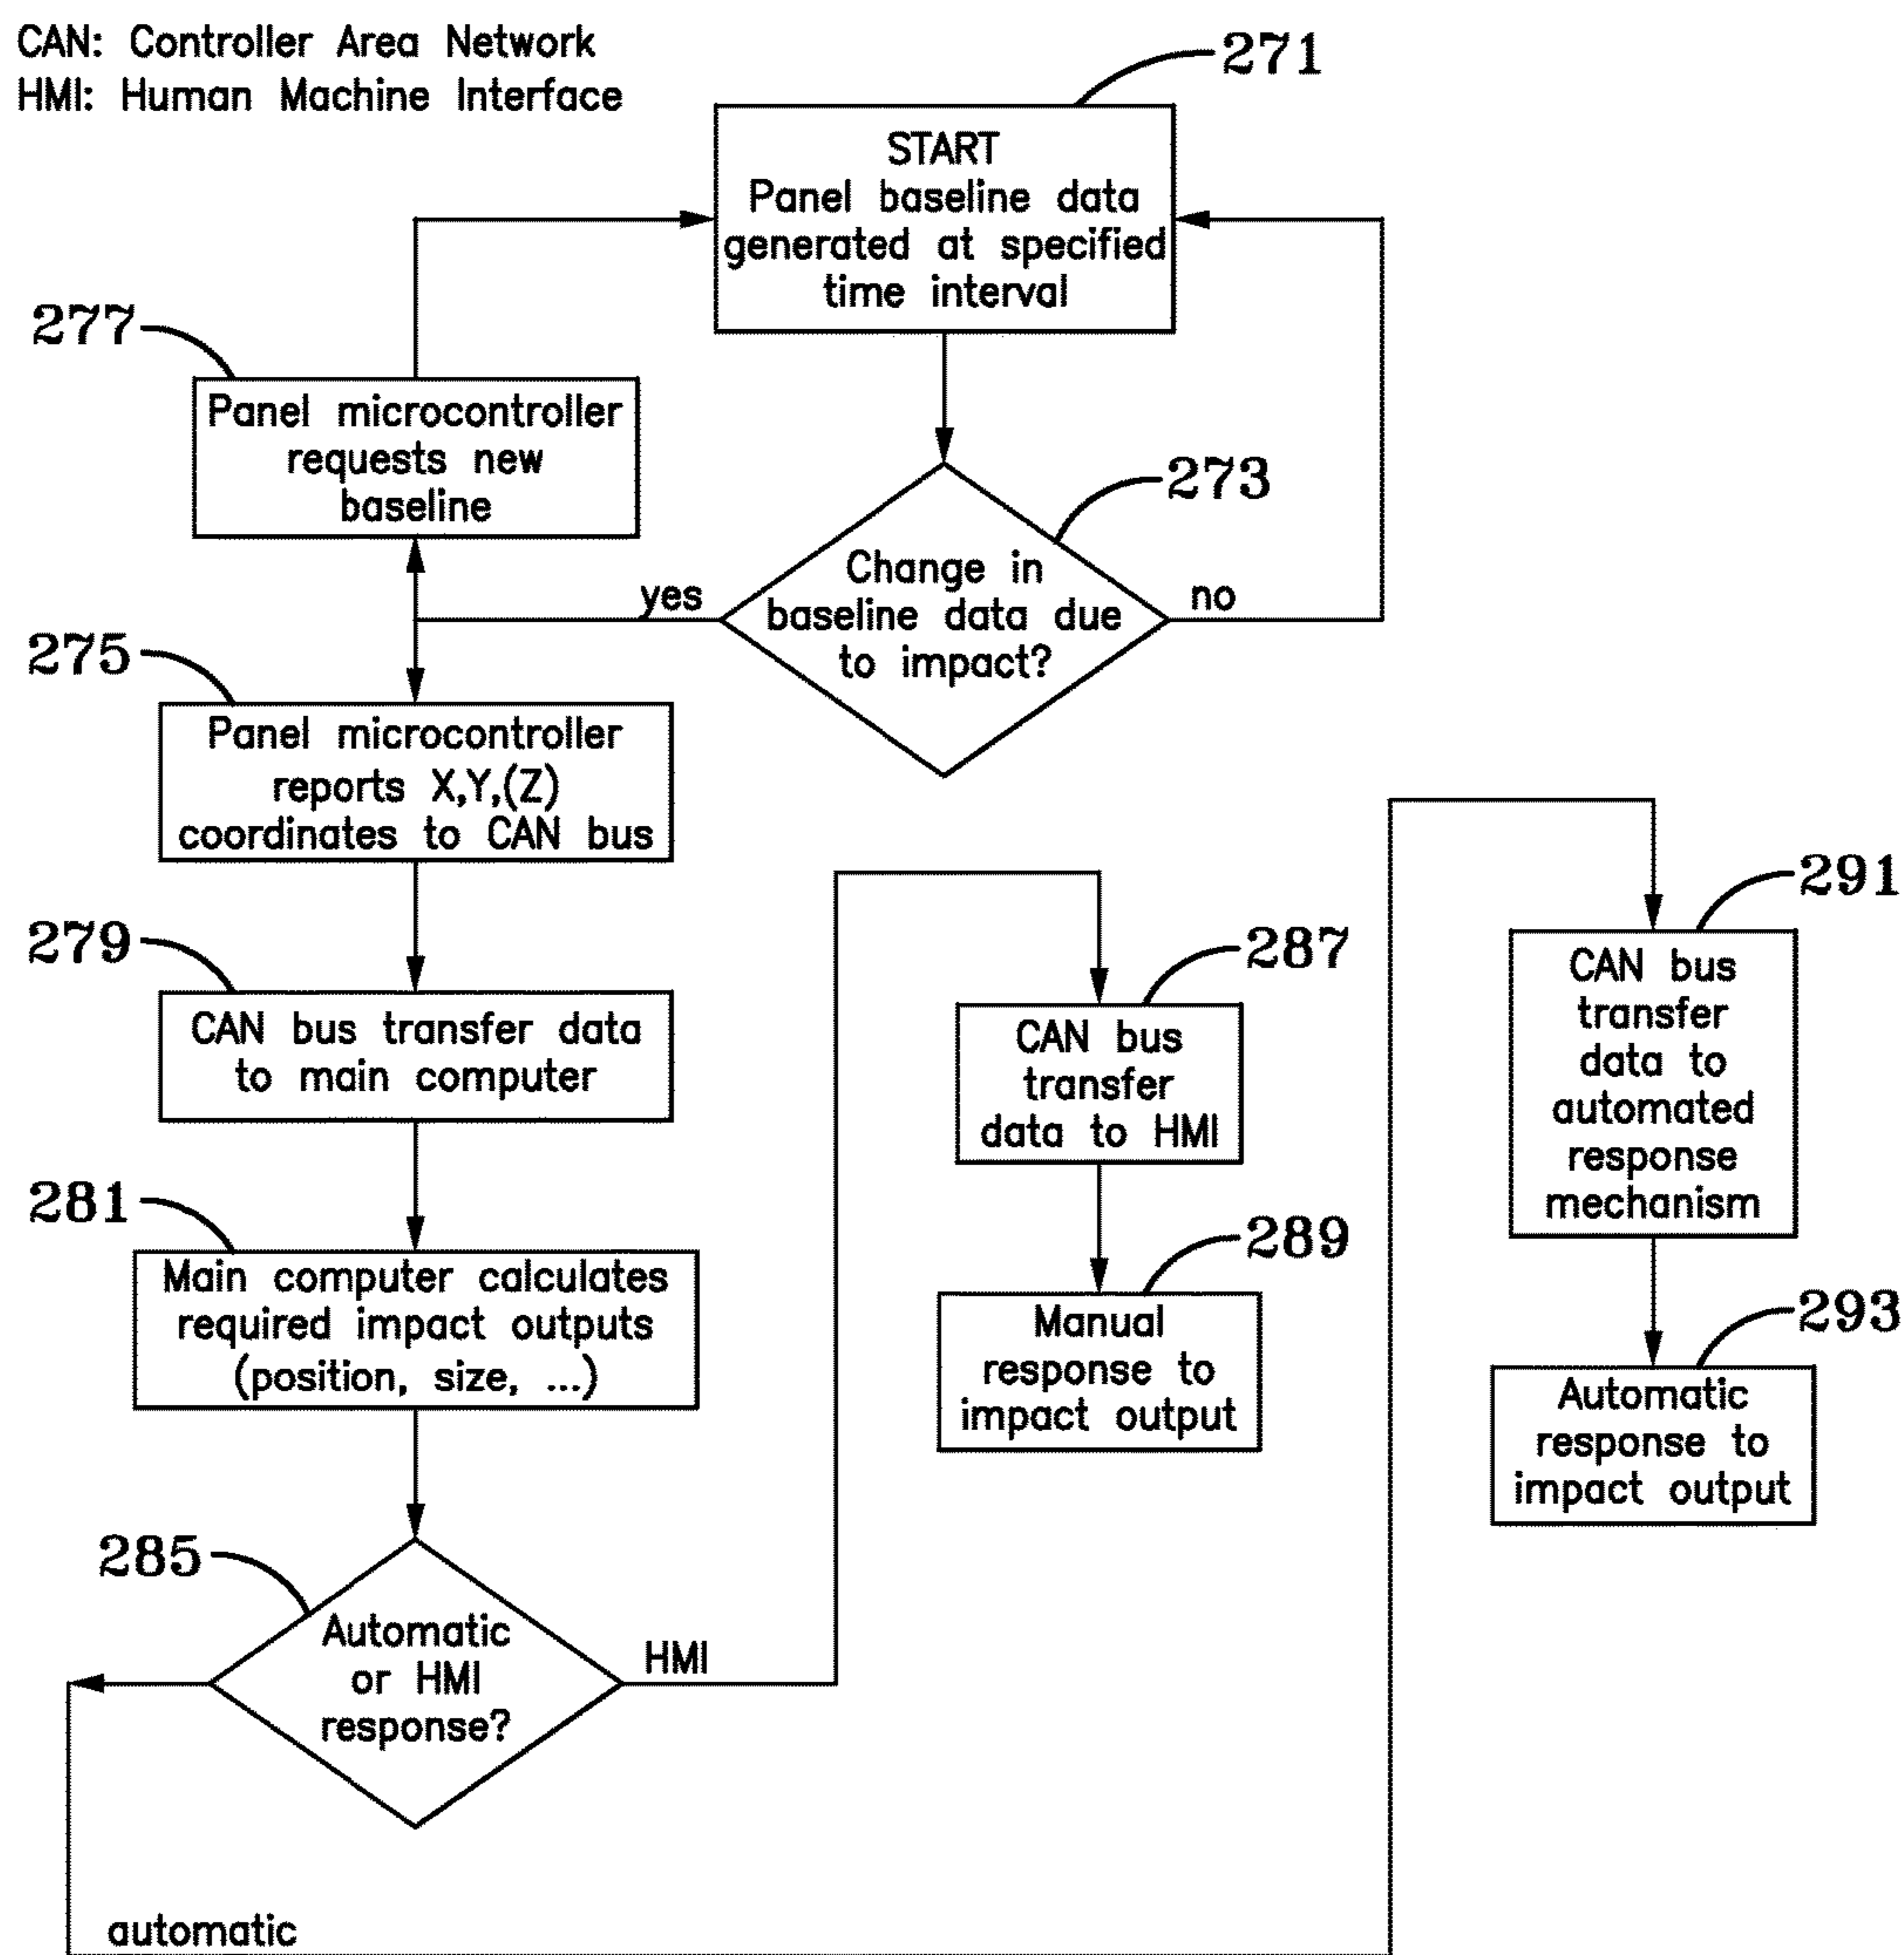 CAN: Controller Area Network
HMI: Human Machine Interface
271
START
Panel baseline data
generated at specified
time interval
277
Panel microcontroller
requests new
baseline
273
Change in
baseline data due
to impact?
yes
no
275
Panel microcontroller
reports X,Y,(Z)
coordinates to CAN bus
279
CAN bus transfer data
to main computer
281
Main computer calculates
required impact outputs
(position, size, ...)
285
Automatic
or HMI
response?
HMI
automatic
287
CAN bus
transfer
data to HMI
289
Manual
response to
impact output
291
CAN bus
transfer
data to
automated
response
mechanism
293
Automatic
response to
impact output